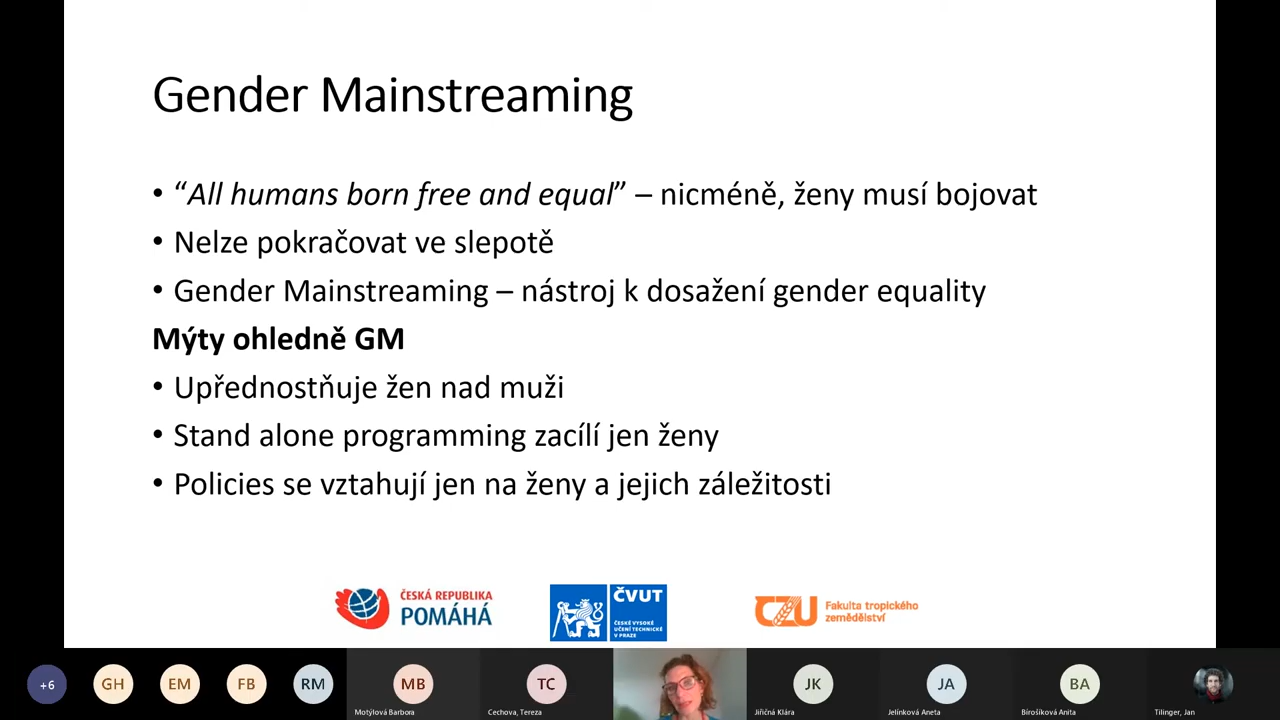 Gender Mainstreaming
• “All humans born free and equal” – nicméně, ženy musí bojovat
• Nelze pokračovat ve slepotě
• Gender Mainstreaming – nástroj k dosažení gender equality
Mýty ohledně GM
• Upřednostňuje žen nad muži
• Stand alone programming zacílí jen ženy
• Policies se vztahují jen na ženy a jejich záležitosti
ČESKÁ REPUBLIKA
POMÁHÁ
ČVUT
ČESKÉ VYSOKÉ
UČENÍ TECHNICKÉ
V PRAZE
CZU
Fakulta tropického
zemědělství
+6
GH
EM
FB
RM
MB
TC
JK
JA
BA
Motýlová Barbora
Cechova, Tereza
Jiřičná Klára
Jelínková Aneta
Birošíková Anita
Tilinger, Jan